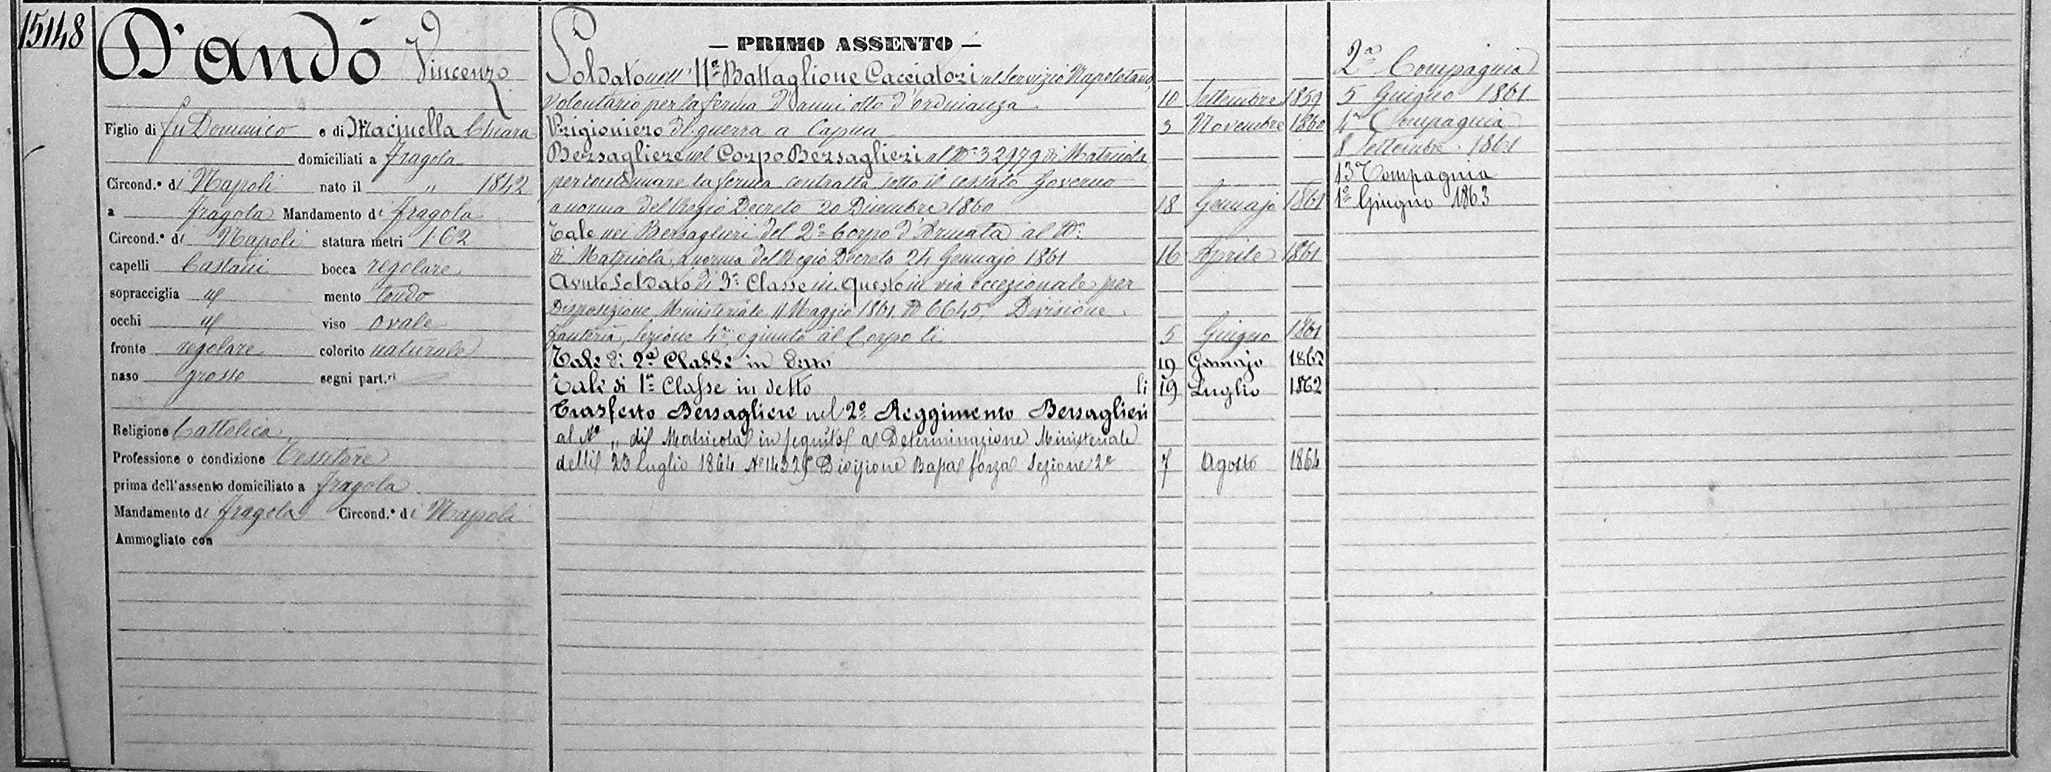 15148
D'andò Vincenzo
Figlio di fu Domenico e di Macinella Chiara
domiciliati a Fragola
Circond.° di Napoli nato il " 1842
a Fragola Mandamento di Fragola
Circond.° di Napoli statura metri 1.62
capelli Castani bocca regolare
sopracciglia id mento tondo
occhi id viso ovale
fronte regolare colorito naturale
naso grosso segni part.ri
Religione Cattolica
Professione o condizione Tessitore
prima dell'assento domiciliato a Fragola
Mandamento di Fragola Circond.° di Napoli
Ammogliato con
— PRIMO ASSENTO —
Soldato nell' 11° Battaglione Cacciatori al servizio Napoletano,
volontario per la ferma d'anni otto d'ordinanza 10 Settembre 1859
Prigioniero di guerra a Capua 3 Novembre 1860
Bersagliere nel Corpo Bersaglieri al N° 32979 di Matricola
per continuare la ferma contratta sotto il cessato Governo
a norma del Regio Decreto 20 Dicembre 1860 18 Gennajo 1861
Tale nei Bersaglieri del 2° Corpo d'Armata al N°
di Matricola, a norma del Regio Decreto 24 Gennajo 1861 16 Aprile 1861
Avuto Soldato di 3ª Classe in questo in via eccezionale per
Disposizione Ministeriale 11 Maggio 1861 N° 6645, Divisione
Fanteria, Sezione 4ª, e giunto al Corpo li 5 Giugno 1861
Tale di 2ª Classe in detto 19 Gennajo 1862
Tale di 1ª Classe in detto li 19 Luglio 1862
Trasferto Bersagliere nel 2° Reggimento Bersaglieri
al N° " di Matricola in seguito a Determinazione Ministeriale
delli 23 Luglio 1864 Divisione Bassa forza Sezione 2ª 7 Agosto 1864
2ª Compagnia
5 Giugno 1861
4ª Compagnia
8 Settembre 1861
13ª Compagnia
1° Giugno 1863